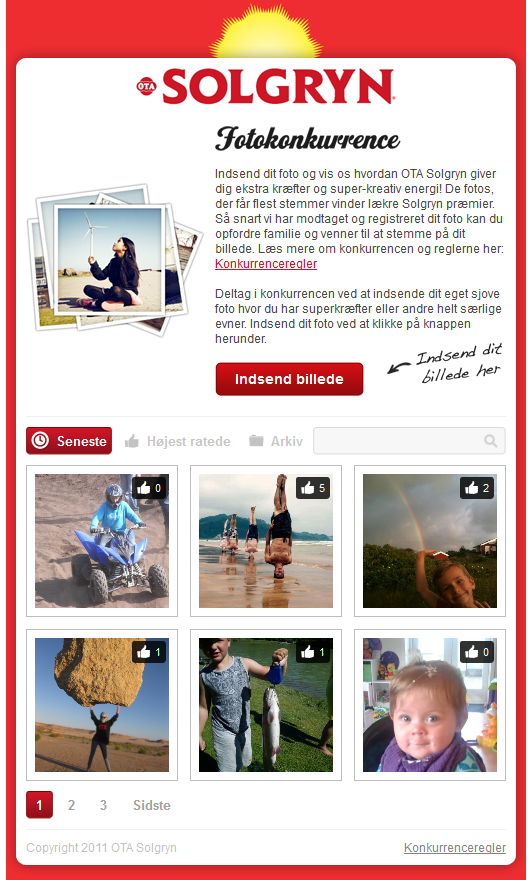 OTA SOLGRYN
Fotokonkurrence
Indsend dit foto og vis os hvordan OTA Solgryn giver
dig ekstra kræfter og super-kreativ energi! De fotos,
der får flest stemmer vinder lækre Solgryn præmier.
Så snart vi har modtaget og registreret dit foto kan du
opfordre familie og venner til at stemme på dit
billede. Læs mere om konkurrencen og reglerne her:
Konkurrenceregler
Deltag i konkurrencen ved at indsende dit eget sjove
foto hvor du har superkræfter eller andre helt særlige
evner. Indsend dit foto ved at klikke på knappen
herunder.
Indsend billede
Indsend dit
billede her
Seneste Højest ratede Arkiv
0 5 2
1 1 0
1 2 3 Sidste
Copyright 2011 OTA Solgryn Konkurrenceregler